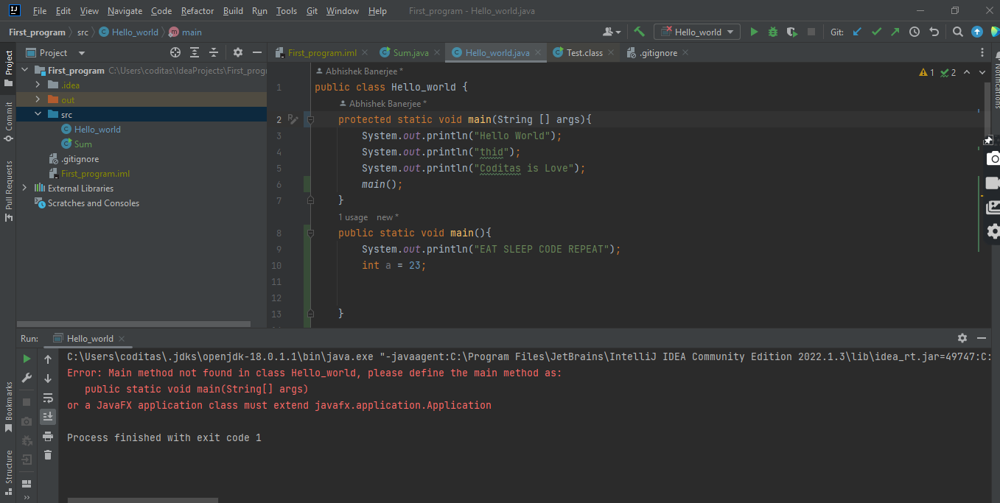 File Edit View Navigate Code Refactor Build Run Tools Git Window Help First_program - Hello_world.java
First_program src Hello_world main Hello_world Git:
Project
First_program.iml Sum.java Hello_world.java Test.class .gitignore
First_program C:\Users\coditas\IdeaProjects\First_prog
.idea
out
src
Hello_world
Sum
.gitignore
First_program.iml
External Libraries
Scratches and Consoles
Project
Commit
Pull Requests
Bookmarks
Structure
Notifications
1 2
Abhishek Banerjee *
1 public class Hello_world {
Abhishek Banerjee *
2 protected static void main(String [] args){
3 System.out.println("Hello World");
4 System.out.println("thid");
5 System.out.println("Coditas is Love");
6 main();
7 }
1 usage new *
8 public static void main(){
9 System.out.println("EAT SLEEP CODE REPEAT");
10 int a = 23;
11
12
13 }
Run: Hello_world
C:\Users\coditas\.jdks\openjdk-18.0.1.1\bin\java.exe "-javaagent:C:\Program Files\JetBrains\IntelliJ IDEA Community Edition 2022.1.3\lib\idea_rt.jar=49747:C:
Error: Main method not found in class Hello_world, please define the main method as:
public static void main(String[] args)
or a JavaFX application class must extend javafx.application.Application
Process finished with exit code 1